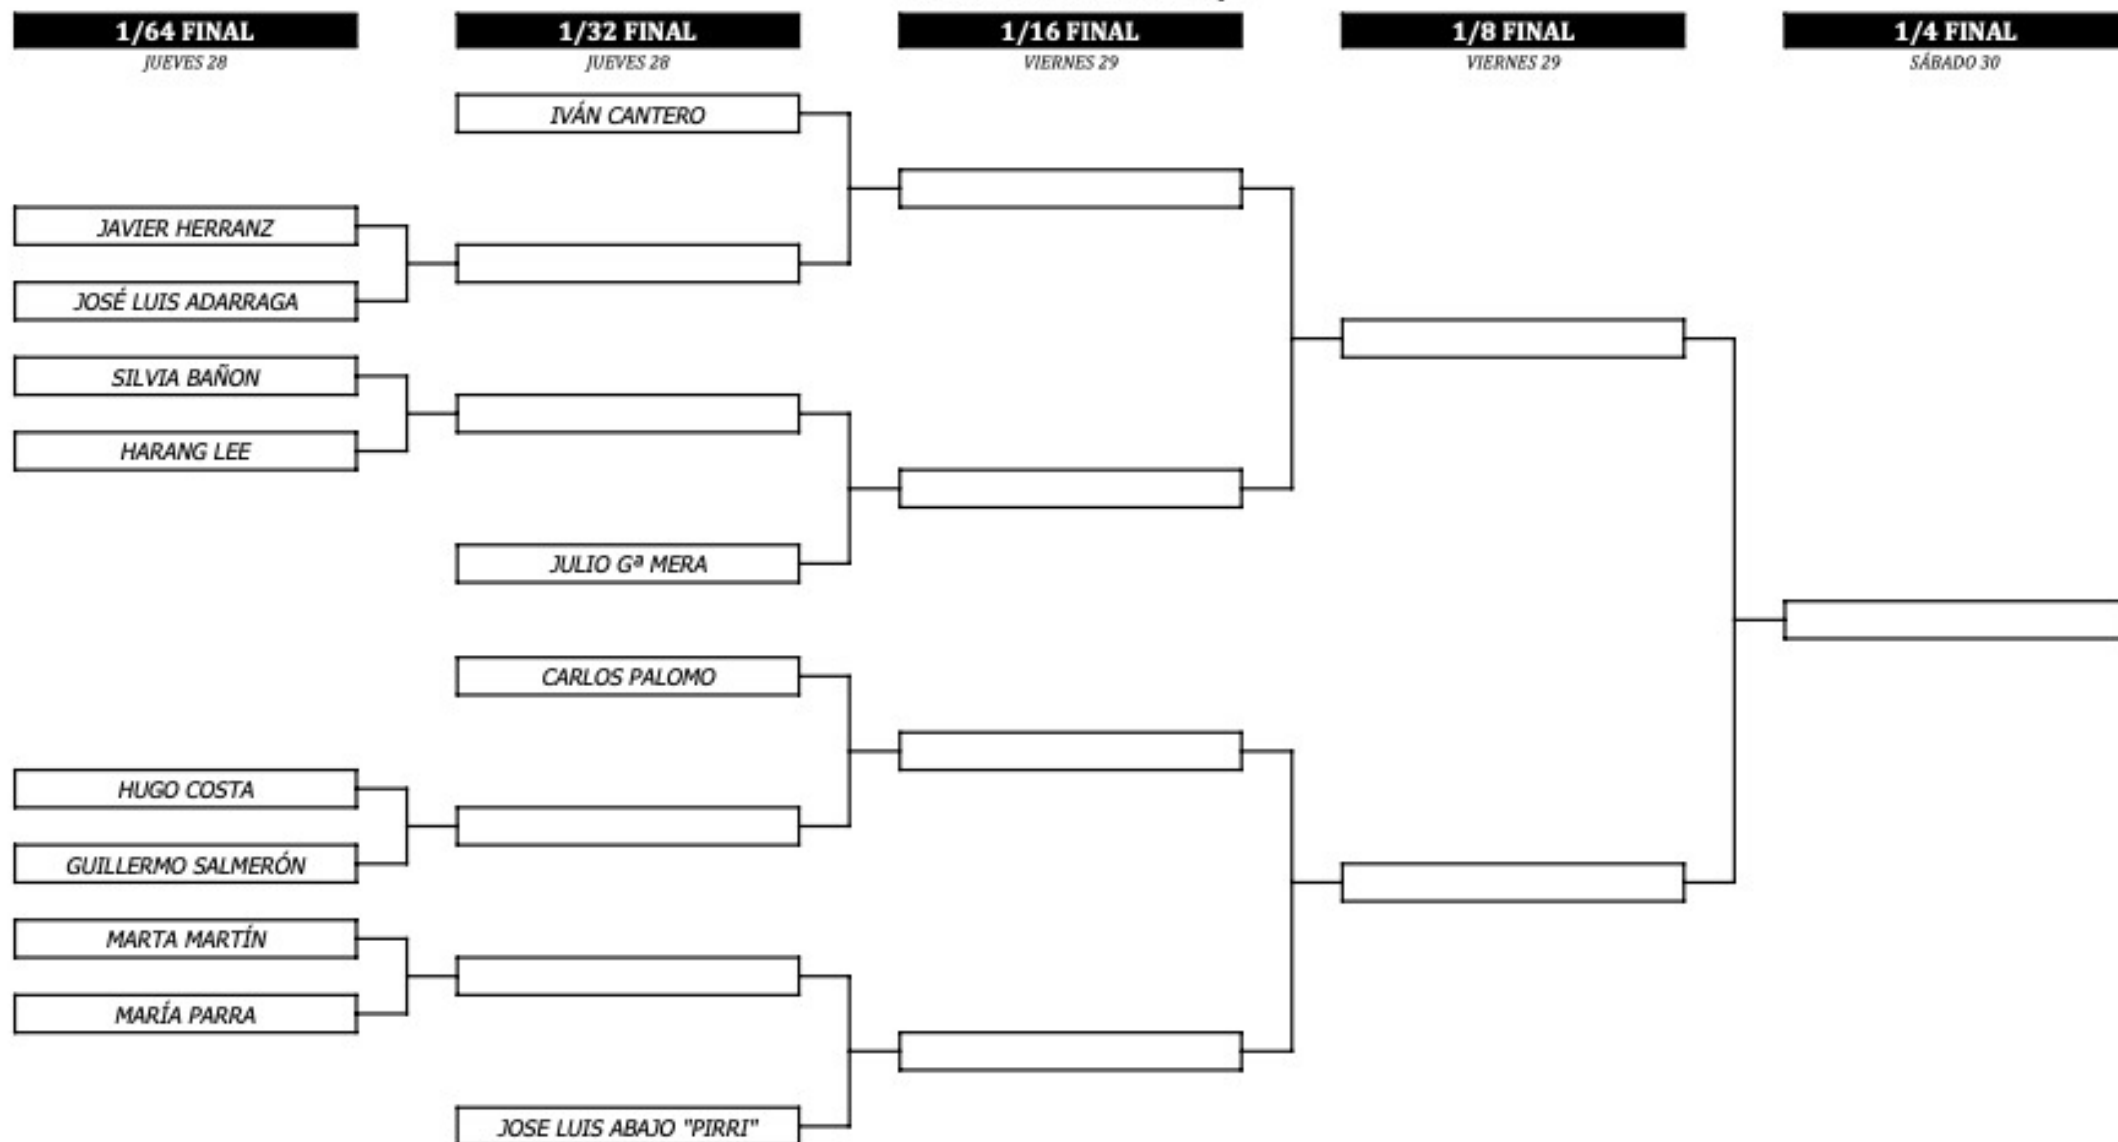 1/64 FINAL
JUEVES 28
1/32 FINAL
JUEVES 28
1/16 FINAL
VIERNES 29
1/8 FINAL
VIERNES 29
1/4 FINAL
SÁBADO 30
IVÁN CANTERO
JAVIER HERRANZ
JOSÉ LUIS ADARRAGA
SILVIA BAÑON
HARANG LEE
JULIO Gª MERA
CARLOS PALOMO
HUGO COSTA
GUILLERMO SALMERÓN
MARTA MARTÍN
MARÍA PARRA
JOSE LUIS ABAJO "PIRRI"